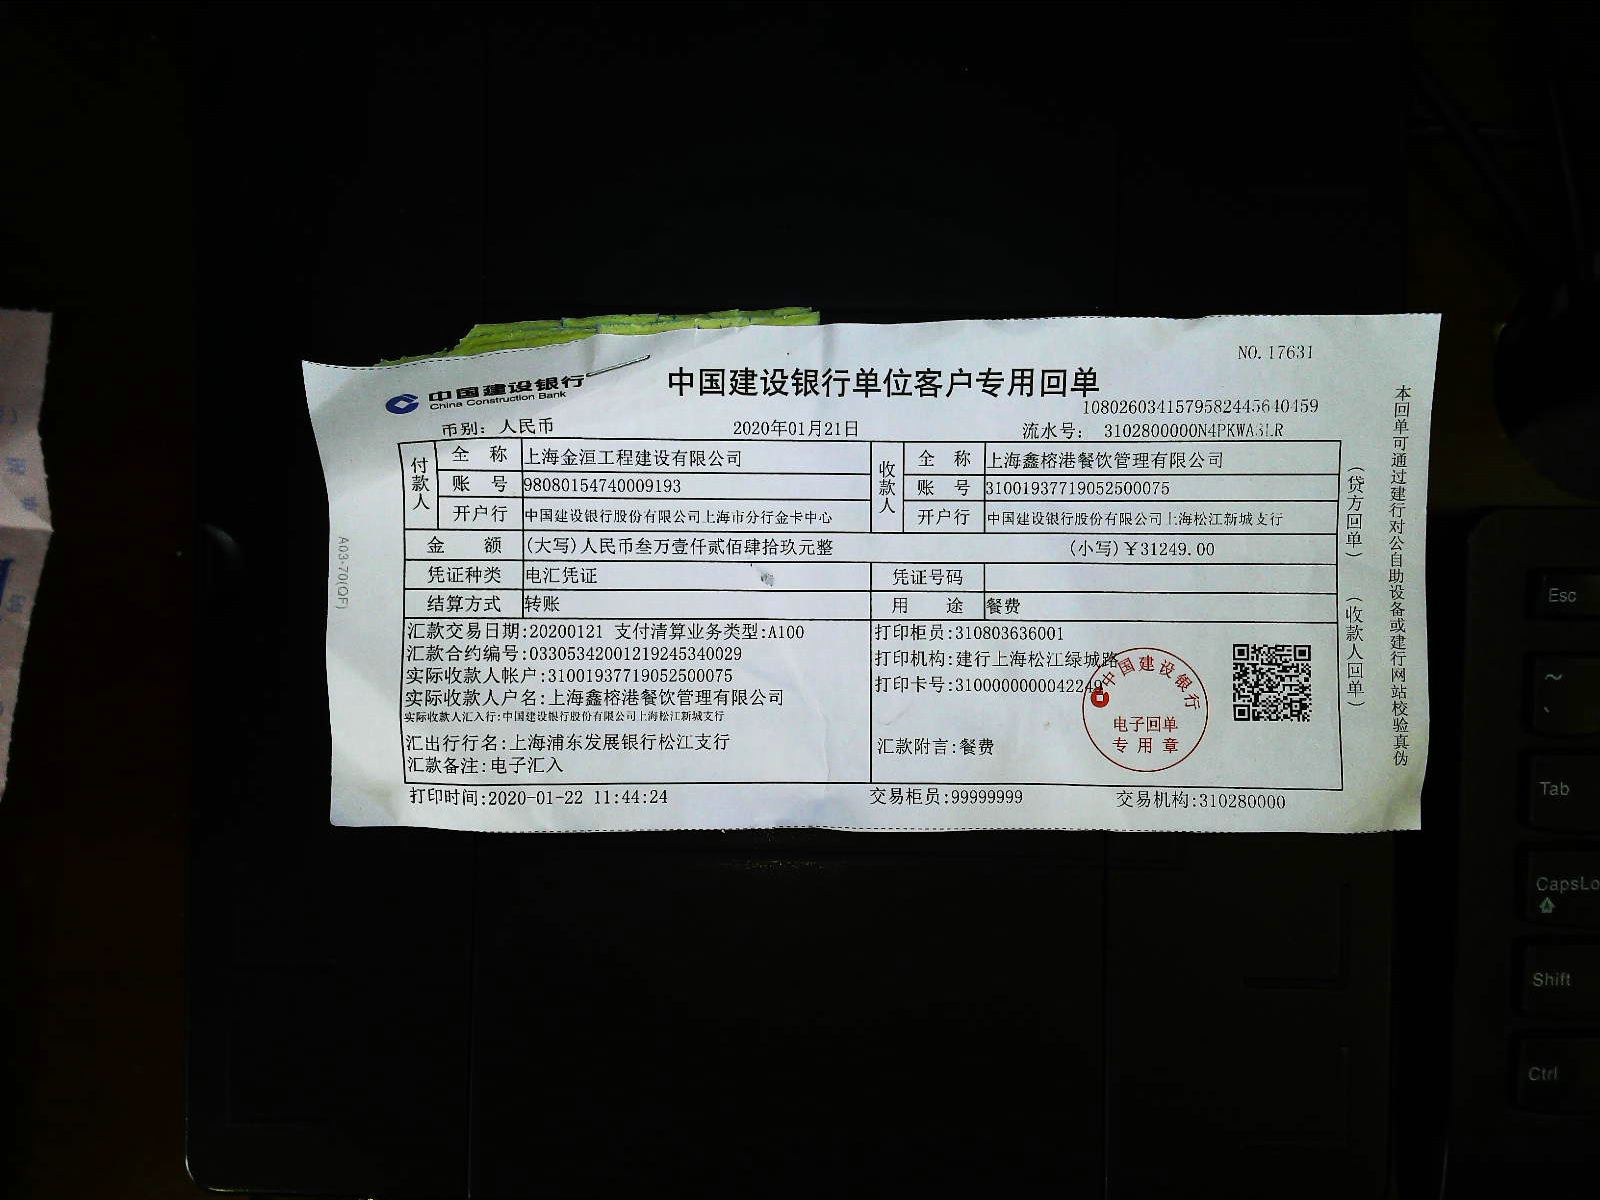 NO.17631
中国建设银行
China Construction Bank
中国建设银行单位客户专用回单
1080260341579582445640459
币别：人民币 2020年01月21日 流水号： 3102800000N4PKWA3LR
付款人 全称 上海金洹工程建设有限公司 收款人 全称 上海鑫榕港餐饮管理有限公司
账号 98080154740009193 账号 31001937719052500075
开户行 中国建设银行股份有限公司上海市分行金卡中心 开户行 中国建设银行股份有限公司上海松江新城支行
金额 (大写)人民币叁万壹仟贰佰肆拾玖元整 (小写)￥31249.00
凭证种类 电汇凭证 凭证号码
结算方式 转账 用途 餐费
汇款交易日期:20200121 支付清算业务类型:A100 打印柜员:310803636001
汇款合约编号:03305342001219245340029 打印机构:建行上海松江绿城路
实际收款人帐户:31001937719052500075 打印卡号:3100000000042249
实际收款人户名:上海鑫榕港餐饮管理有限公司
实际收款人汇入行:中国建设银行股份有限公司上海松江新城支行
汇出行行名:上海浦东发展银行松江支行 汇款附言:餐费
汇款备注:电子汇入
中国建设银行
电子回单
专用章
打印时间:2020-01-22 11:44:24 交易柜员:99999999 交易机构:310280000
（贷方回单）（收款人回单）
本回单可通过建行对公自助设备或建行网站校验真伪
A03-70(QF)
Esc
~
Tab
CapsLo
Shift
Ctrl